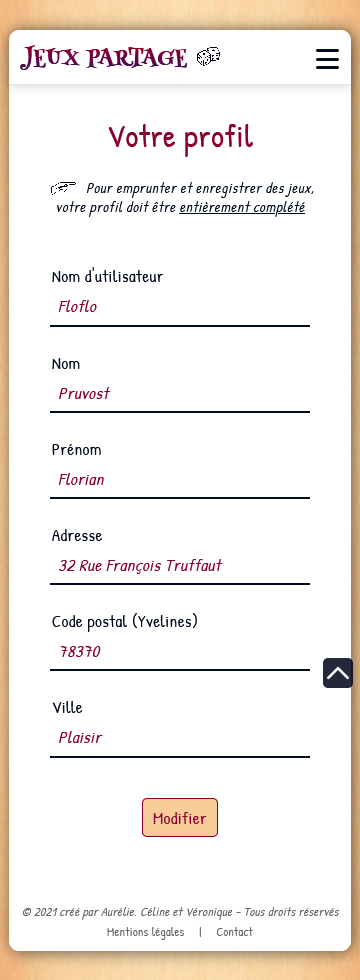 Jeux partage
Votre profil
Pour emprunter et enregistrer des jeux,
votre profil doit être entièrement complété
Nom d'utilisateur
Floflo
Nom
Pruvost
Prénom
Florian
Adresse
32 Rue François Truffaut
Code postal (Yvelines)
78370
Ville
Plaisir
Modifier
© 2021 créé par Aurélie. Céline et Véronique - Tous droits réservés
Mentions légales | Contact